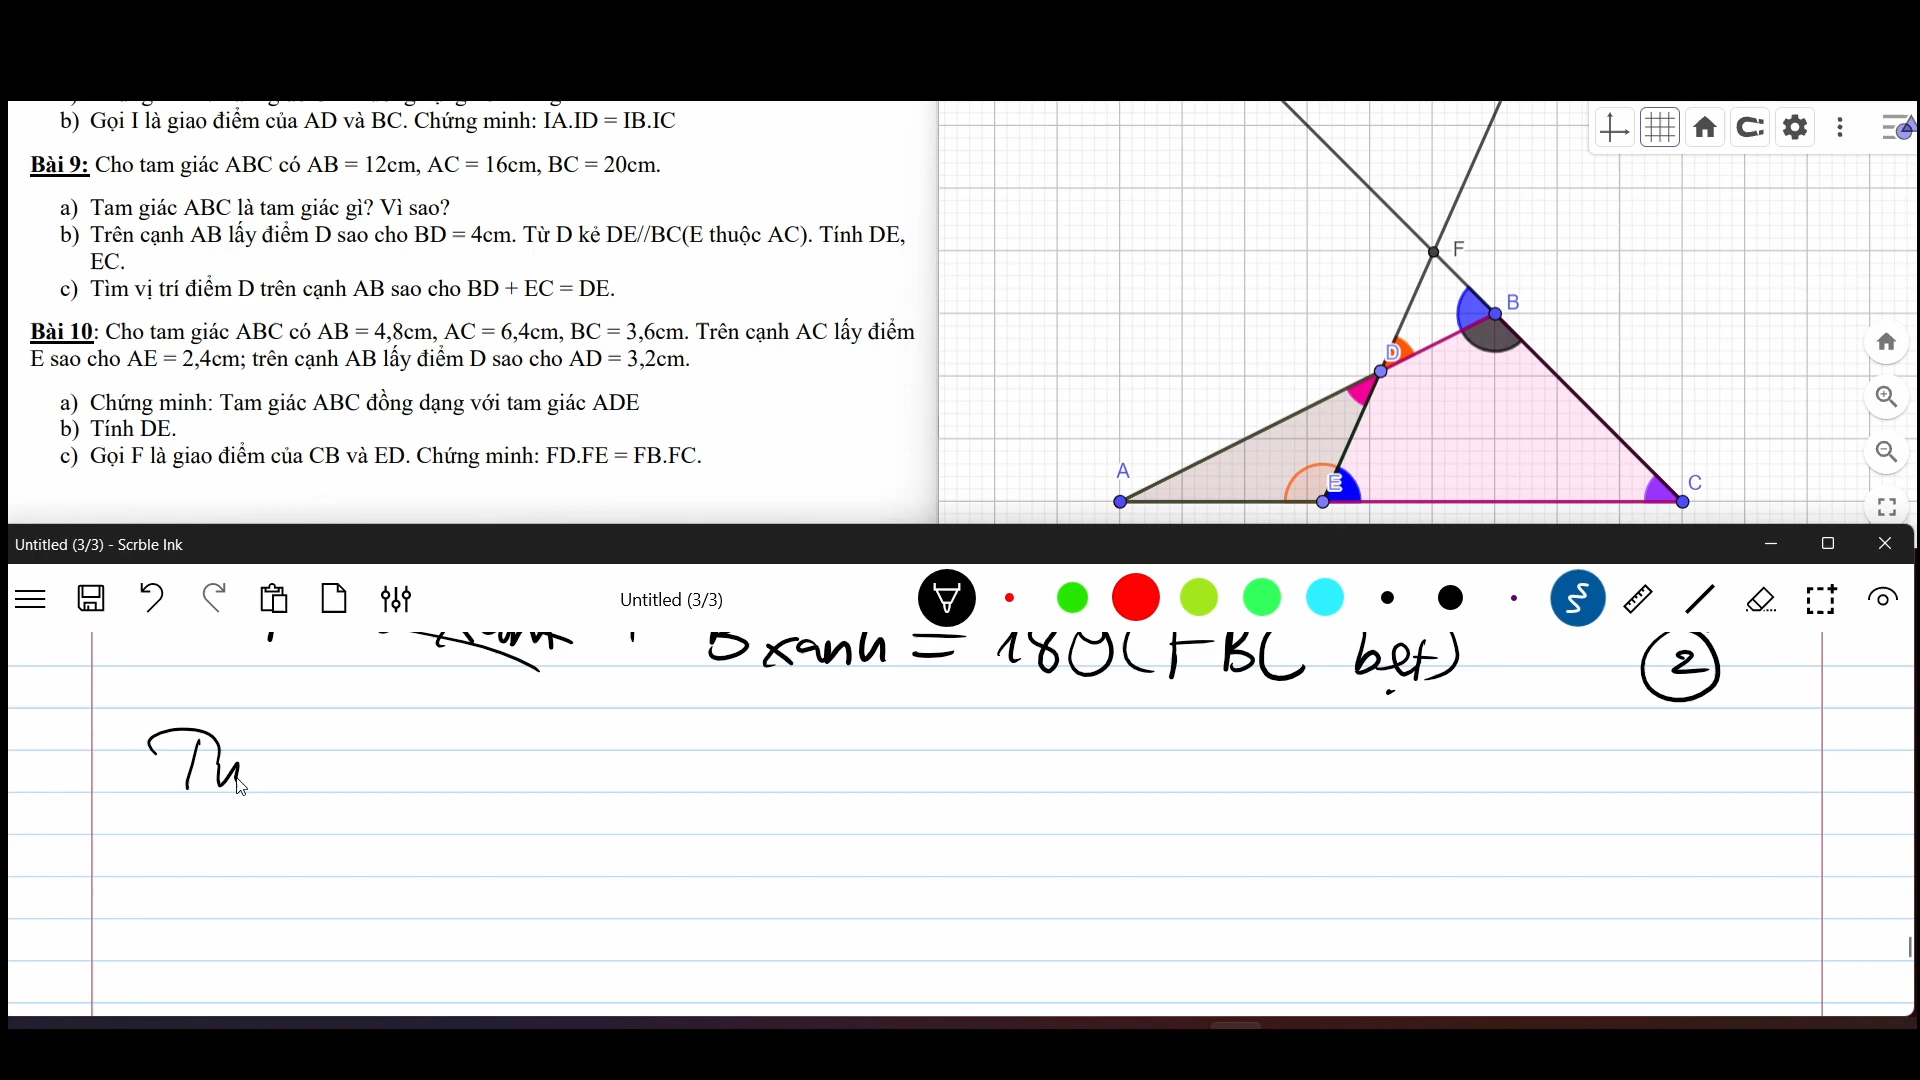 b) Gọi I là giao điểm của AD và BC. Chứng minh: IA.ID = IB.IC
Bài 9: Cho tam giác ABC có AB = 12cm, AC = 16cm, BC = 20cm.
a) Tam giác ABC là tam giác gì? Vì sao?
b) Trên cạnh AB lấy điểm D sao cho BD = 4cm. Từ D kẻ DE//BC(E thuộc AC). Tính DE,
EC.
c) Tìm vị trí điểm D trên cạnh AB sao cho BD + EC = DE.
Bài 10: Cho tam giác ABC có AB = 4,8cm, AC = 6,4cm, BC = 3,6cm. Trên cạnh AC lấy điểm
E sao cho AE = 2,4cm; trên cạnh AB lấy điểm D sao cho AD = 3,2cm.
a) Chứng minh: Tam giác ABC đồng dạng với tam giác ADE
b) Tính DE.
c) Gọi F là giao điểm của CB và ED. Chứng minh: FD.FE = FB.FC.
F
B
D
A
E
C
Untitled (3/3) - Scrble Ink
Untitled (3/3)
B xanh = 180(FBC bẹt) 2
Tu